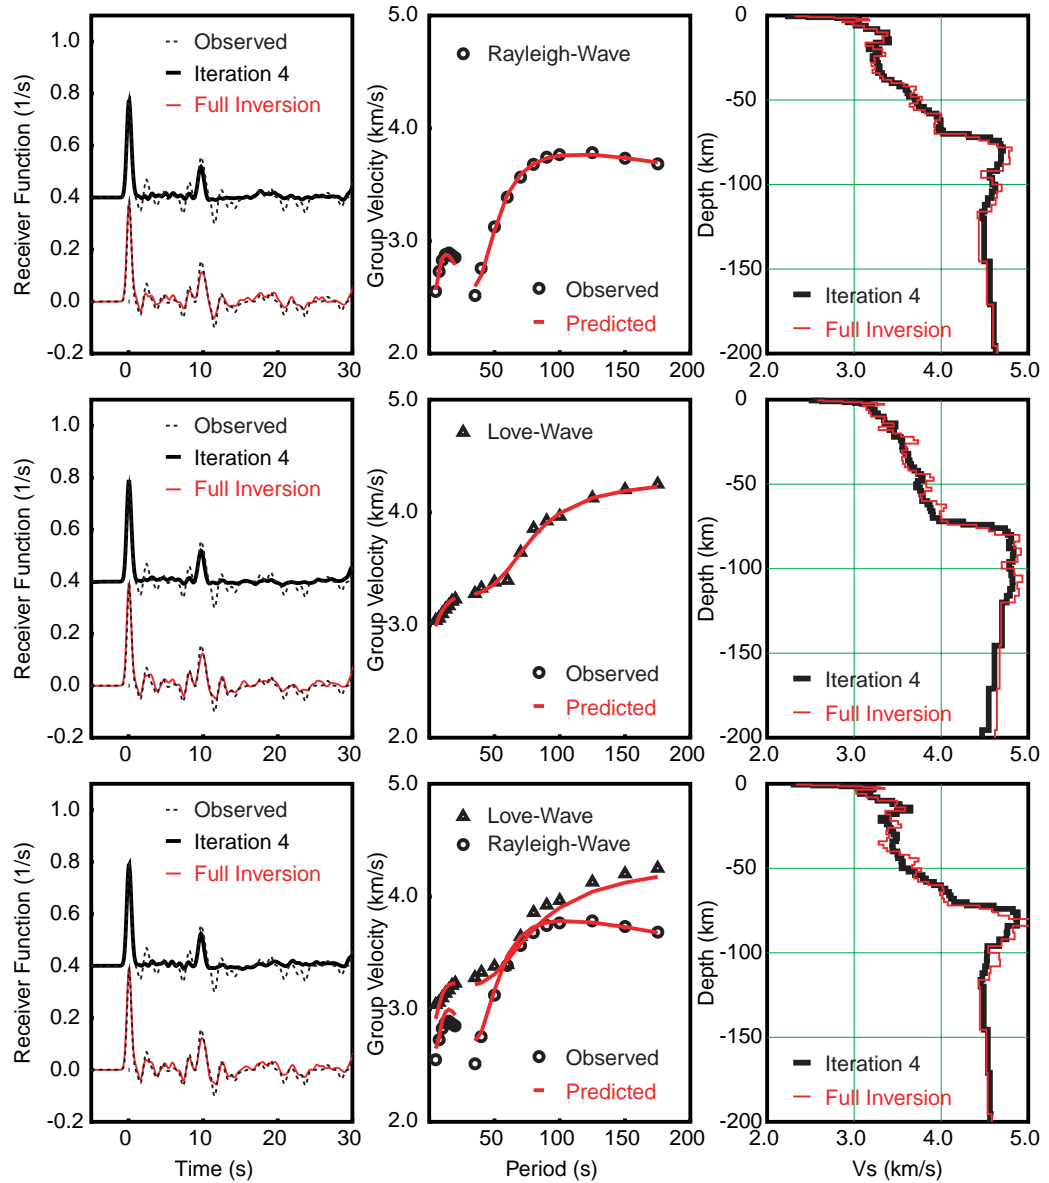 Receiver Function (1/s)
1.0
0.8
0.6
0.4
0.2
0.0
-0.2
Observed
Iteration 4
Full Inversion
0
10
20
30
Group Velocity (km/s)
5.0
4.0
3.0
2.0
Rayleigh-Wave
Observed
Predicted
50
100
150
200
Depth (km)
0
-50
-100
-150
-200
Iteration 4
Full Inversion
2.0
3.0
4.0
5.0
Receiver Function (1/s)
1.0
0.8
0.6
0.4
0.2
0.0
-0.2
Observed
Iteration 4
Full Inversion
0
10
20
30
Group Velocity (km/s)
5.0
4.0
3.0
2.0
Love-Wave
Observed
Predicted
50
100
150
200
Depth (km)
0
-50
-100
-150
-200
Iteration 4
Full Inversion
2.0
3.0
4.0
5.0
Receiver Function (1/s)
1.0
0.8
0.6
0.4
0.2
0.0
-0.2
Observed
Iteration 4
Full Inversion
0
10
20
30
Time (s)
Group Velocity (km/s)
5.0
4.0
3.0
2.0
Love-Wave
Rayleigh-Wave
Observed
Predicted
50
100
150
200
Period (s)
Depth (km)
0
-50
-100
-150
-200
Iteration 4
Full Inversion
2.0
3.0
4.0
5.0
Vs (km/s)